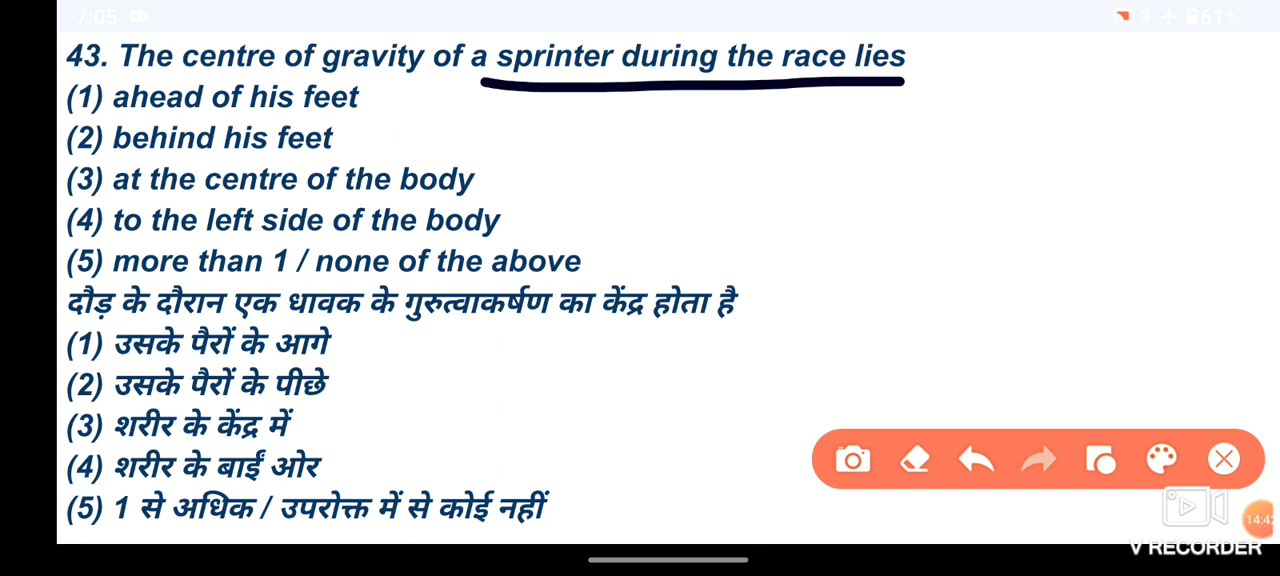 7:05
61%
43. The centre of gravity of a sprinter during the race lies
(1) ahead of his feet
(2) behind his feet
(3) at the centre of the body
(4) to the left side of the body
(5) more than 1 / none of the above
दौड़ के दौरान एक धावक के गुरुत्वाकर्षण का केंद्र होता है
(1) उसके पैरों के आगे
(2) उसके पैरों के पीछे
(3) शरीर के केंद्र में
(4) शरीर के बाईं ओर
(5) 1 से अधिक / उपरोक्त में से कोई नहीं
14:42
V RECORDER